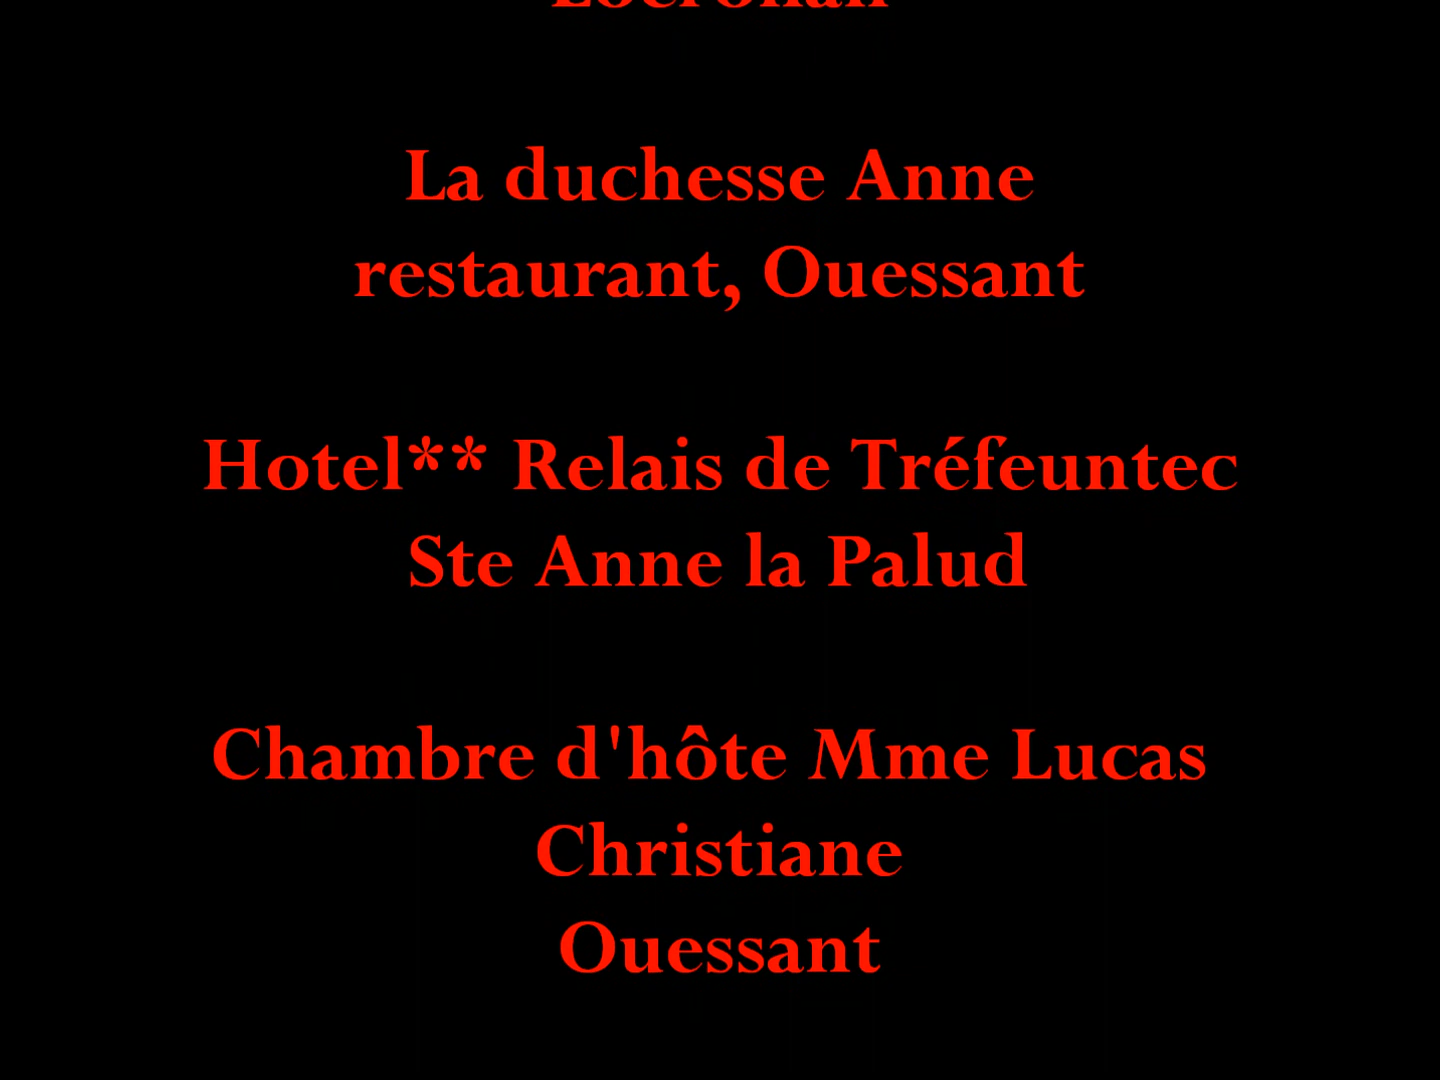 Locronan
La duchesse Anne
restaurant, Ouessant
Hotel** Relais de Tréfeuntec
Ste Anne la Palud
Chambre d'hôte Mme Lucas
Christiane
Ouessant